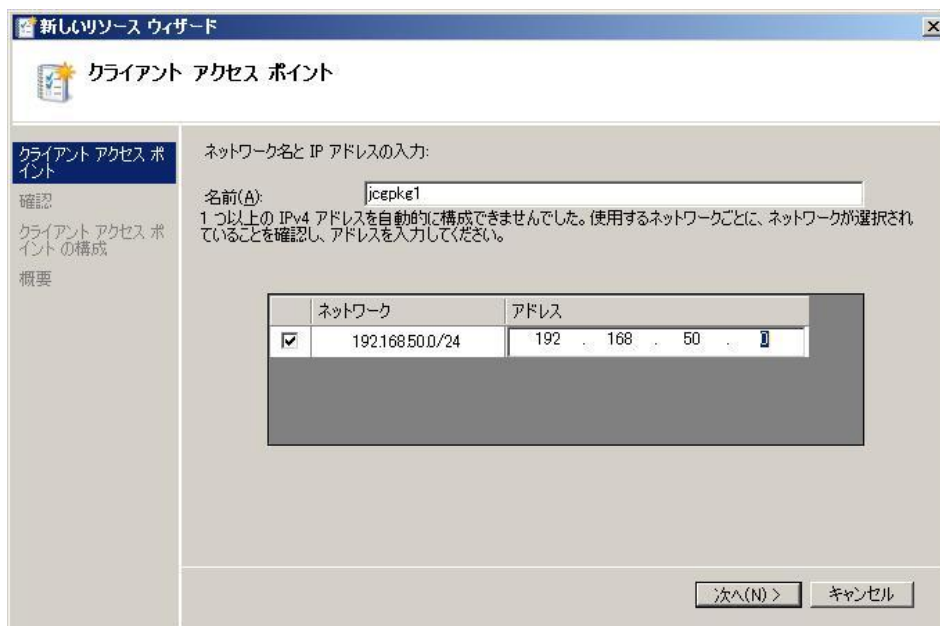 新しいリソース ウィザード
クライアント アクセス ポイント
クライアント アクセス ポ
イント
確認
クライアント アクセス ポ
イント の構成
概要
ネットワーク名と IP アドレスの入力:
名前(A): jcgpkg1
1 つ以上の IPv4 アドレスを自動的に構成できませんでした。使用するネットワークごとに、ネットワークが選択され
ていることを確認し、アドレスを入力してください。
ネットワーク アドレス
192.168.50.0/24 192 . 168 . 50 . 0
次へ(N) > キャンセル